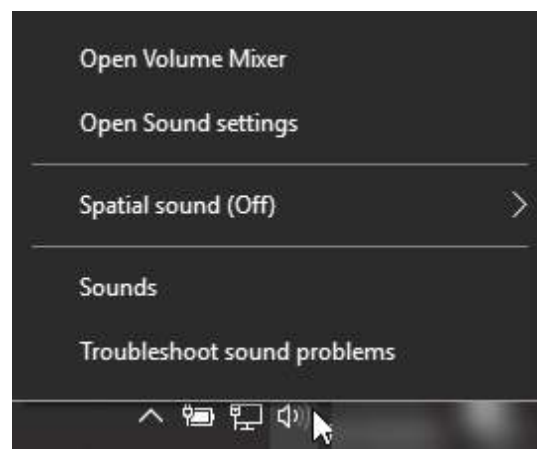 Open Volume Mixer
Open Sound settings
Spatial sound (Off)
Sounds
Troubleshoot sound problems